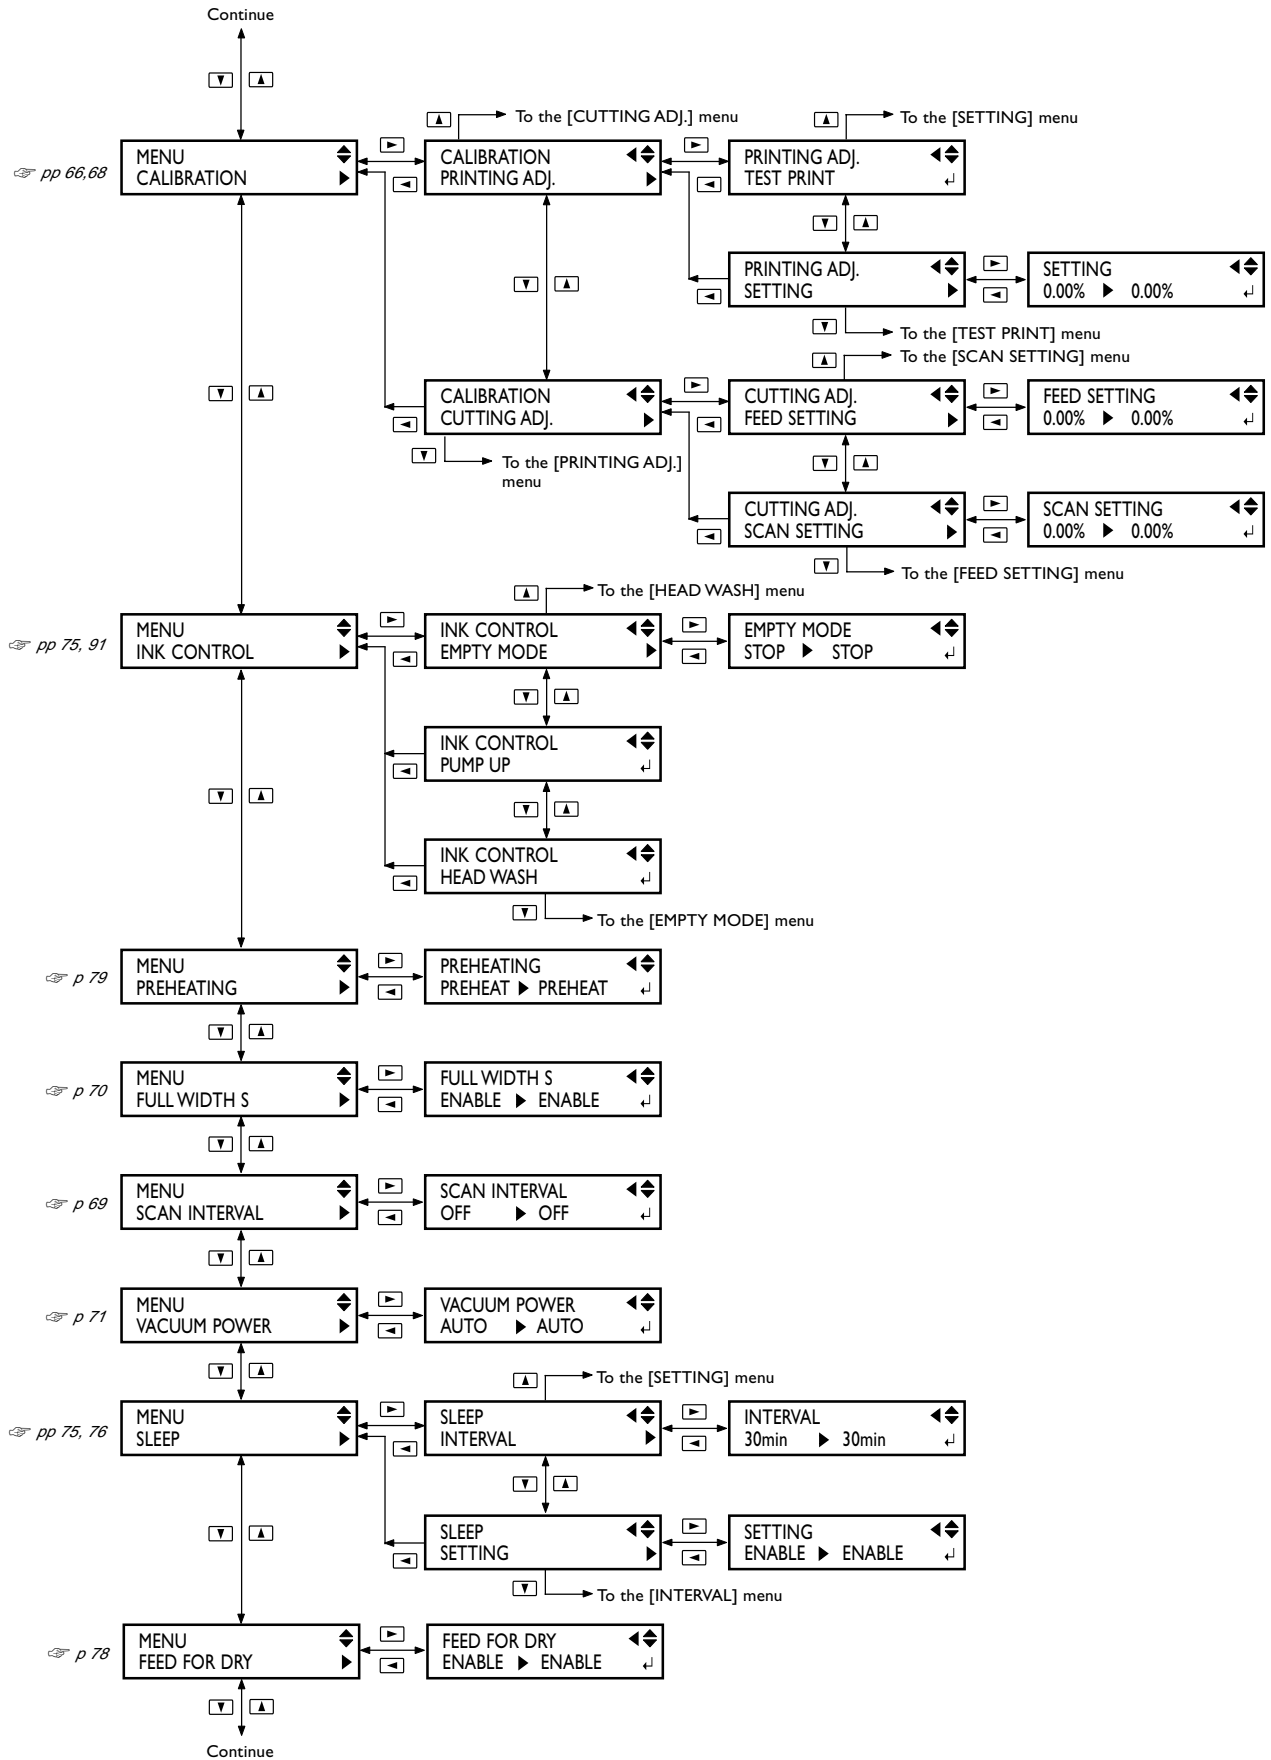 Continue
To the [CUTTING ADJ.] menu
To the [SETTING] menu
☞ pp 66,68
MENU
CALIBRATION
CALIBRATION
PRINTING ADJ.
PRINTING ADJ.
TEST PRINT
PRINTING ADJ.
SETTING
SETTING
0.00% 0.00%
To the [TEST PRINT] menu
To the [SCAN SETTING] menu
CALIBRATION
CUTTING ADJ.
CUTTING ADJ.
FEED SETTING
FEED SETTING
0.00% 0.00%
To the [PRINTING ADJ.]
menu
CUTTING ADJ.
SCAN SETTING
SCAN SETTING
0.00% 0.00%
To the [FEED SETTING] menu
To the [HEAD WASH] menu
☞ pp 75, 91
MENU
INK CONTROL
INK CONTROL
EMPTY MODE
EMPTY MODE
STOP STOP
INK CONTROL
PUMP UP
INK CONTROL
HEAD WASH
To the [EMPTY MODE] menu
☞ p 79
MENU
PREHEATING
PREHEATING
PREHEAT PREHEAT
☞ p 70
MENU
FULL WIDTH S
FULL WIDTH S
ENABLE ENABLE
☞ p 69
MENU
SCAN INTERVAL
SCAN INTERVAL
OFF OFF
☞ p 71
MENU
VACUUM POWER
VACUUM POWER
AUTO AUTO
To the [SETTING] menu
☞ pp 75, 76
MENU
SLEEP
SLEEP
INTERVAL
INTERVAL
30min 30min
SLEEP
SETTING
SETTING
ENABLE ENABLE
To the [INTERVAL] menu
☞ p 78
MENU
FEED FOR DRY
FEED FOR DRY
ENABLE ENABLE
Continue